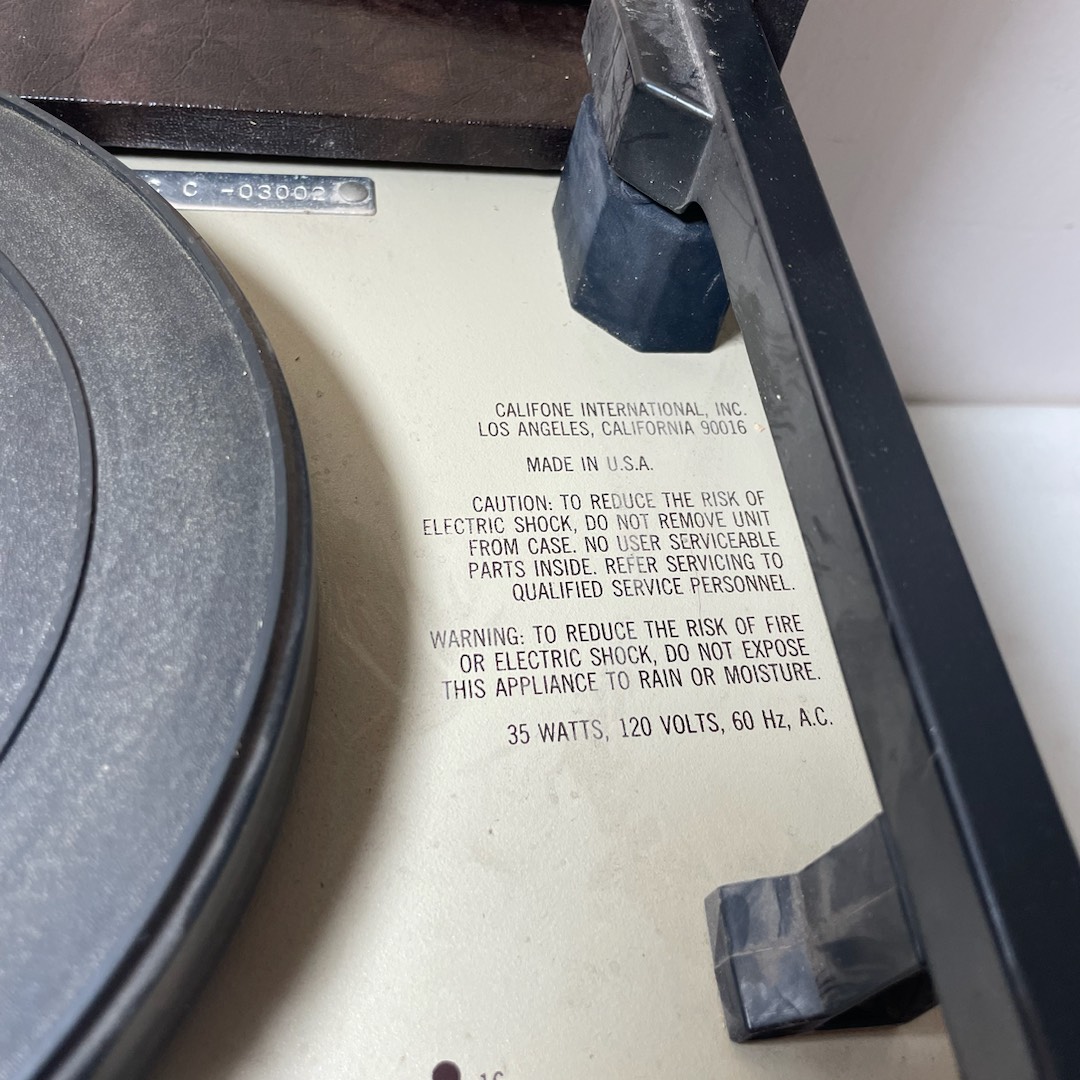 C -03002
CALIFONE INTERNATIONAL, INC.
LOS ANGELES, CALIFORNIA 90016
MADE IN U.S.A.
CAUTION: TO REDUCE THE RISK OF
ELECTRIC SHOCK, DO NOT REMOVE UNIT
FROM CASE. NO USER SERVICEABLE
PARTS INSIDE. REFER SERVICING TO
QUALIFIED SERVICE PERSONNEL.
WARNING: TO REDUCE THE RISK OF FIRE
OR ELECTRIC SHOCK, DO NOT EXPOSE
THIS APPLIANCE TO RAIN OR MOISTURE.
35 WATTS, 120 VOLTS, 60 Hz, A.C.